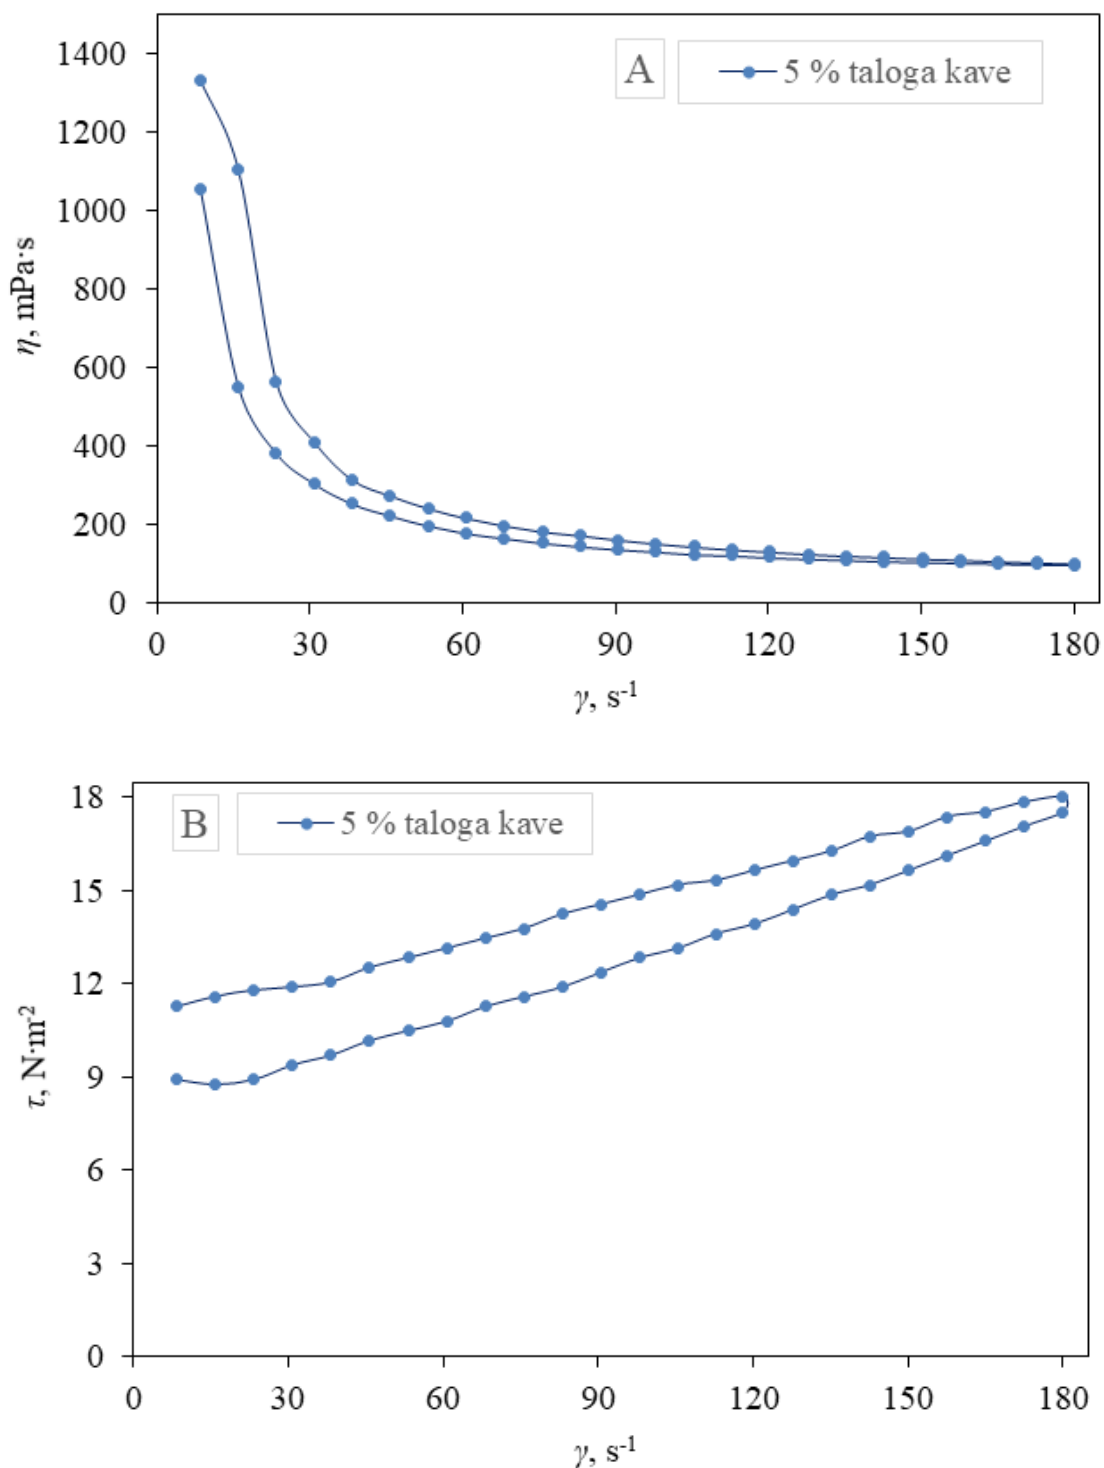 A
5 % taloga kave
1400
1200
1000
800
600
400
200
0
η, mPa·s
0 30 60 90 120 150 180
γ, s⁻¹
B
5 % taloga kave
18
15
12
9
6
3
0
τ, N·m⁻²
0 30 60 90 120 150 180
γ, s⁻¹